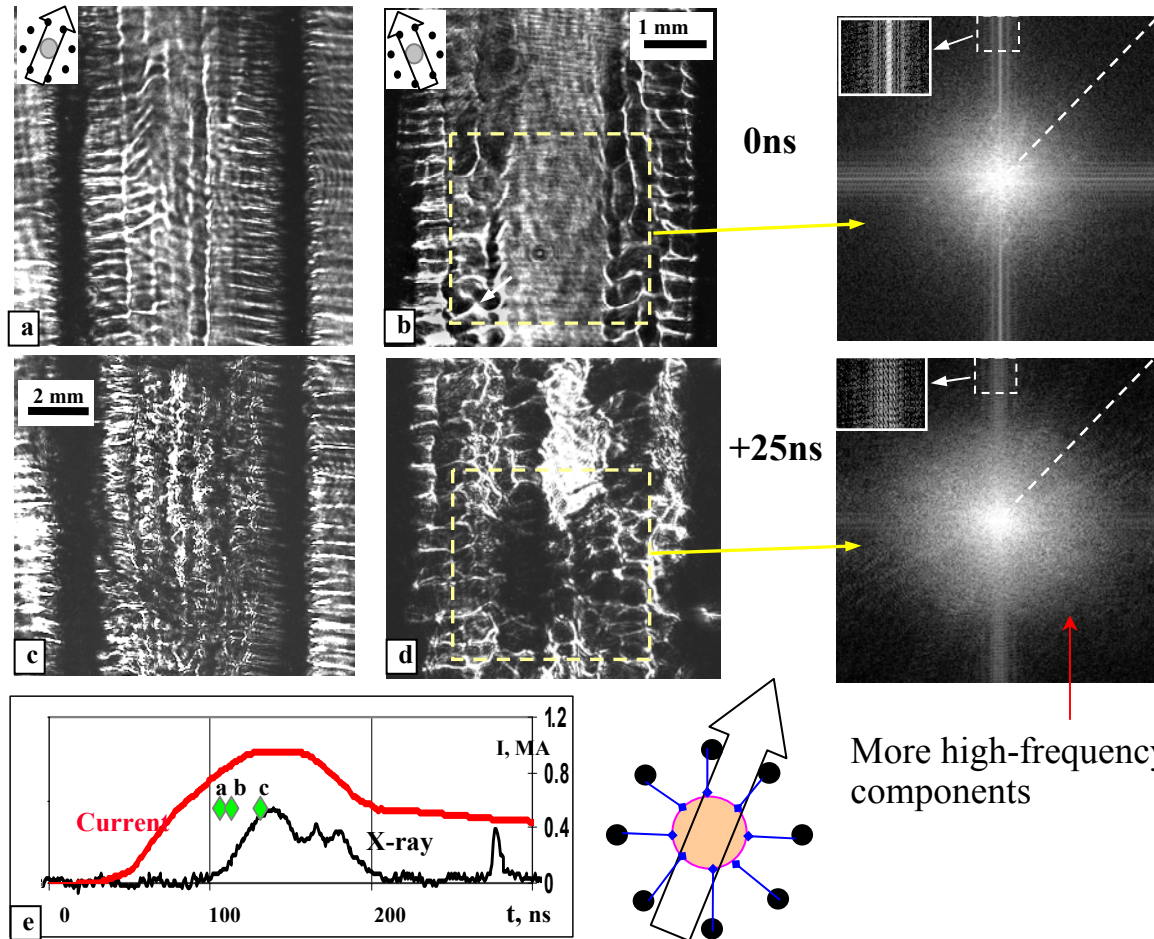 1 mm
a
b
0ns
2 mm
c
d
+25ns
More high-frequency
components
1.2
I, MA
0.8
a b c
Current
X-ray
0.4
0
e
0
100
200
t, ns